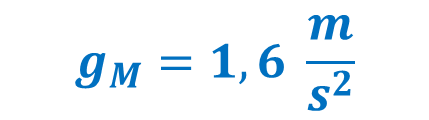 g_M = 1,6 m/s²